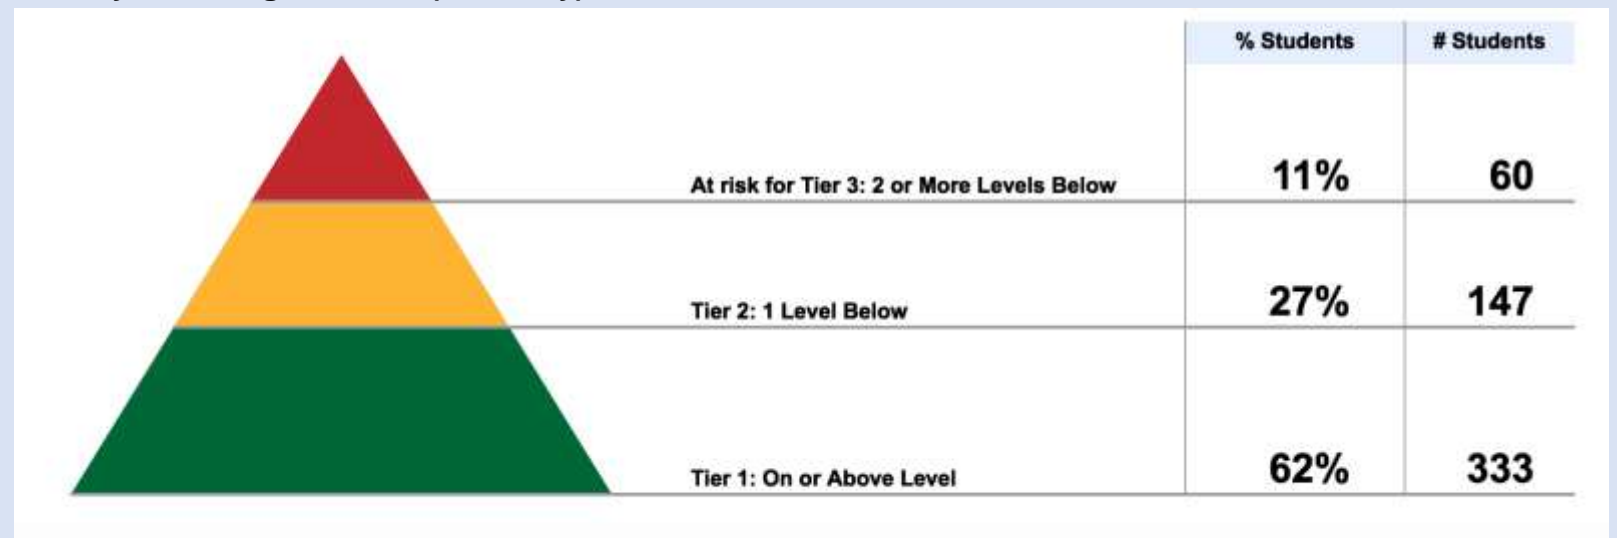 % Students # Students
At risk for Tier 3: 2 or More Levels Below 11% 60
Tier 2: 1 Level Below 27% 147
Tier 1: On or Above Level 62% 333